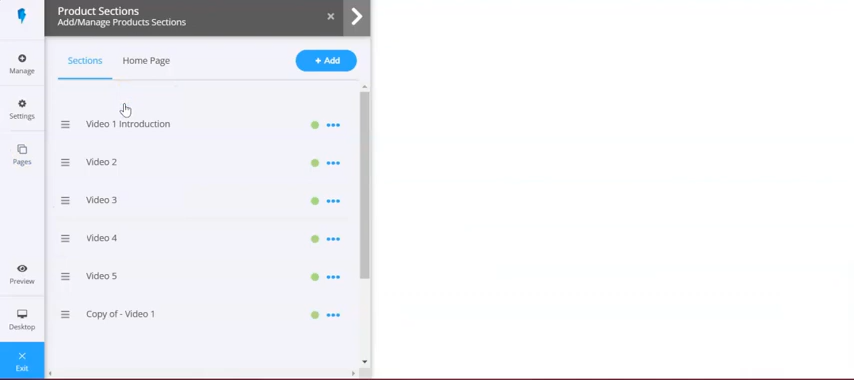 Product Sections
Add/Manage Products Sections
Manage
Settings
Pages
Preview
Desktop
Exit
Sections
Home Page
+ Add
Video 1 Introduction
Video 2
Video 3
Video 4
Video 5
Copy of - Video 1